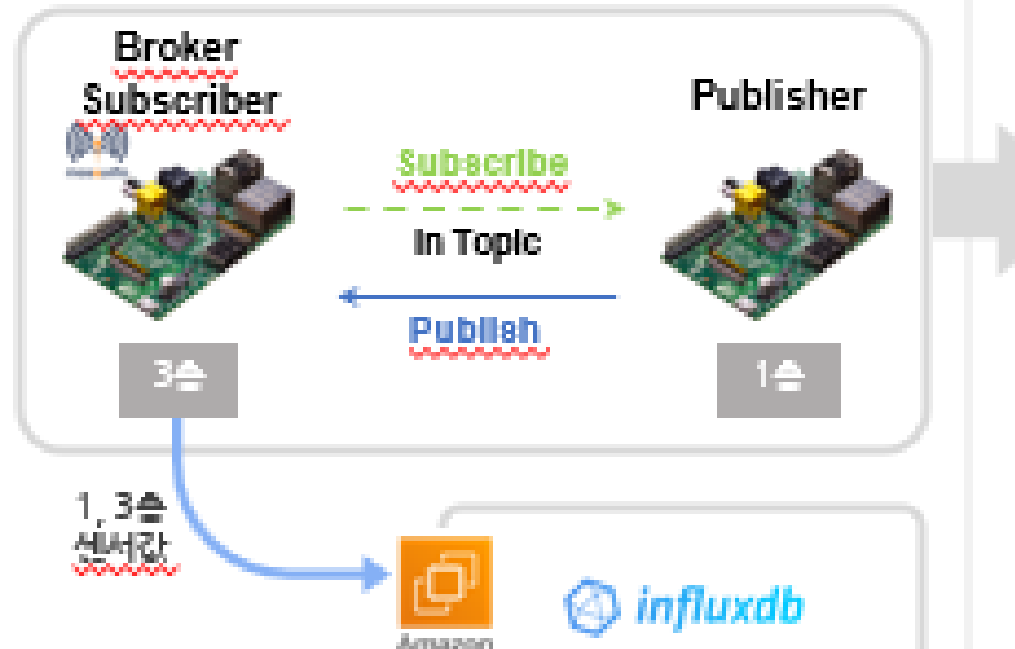 Broker
Subscriber
Publisher
Subscribe
In Topic
Publish
3층
1층
1, 3층
센서값
Amazon
influxdb